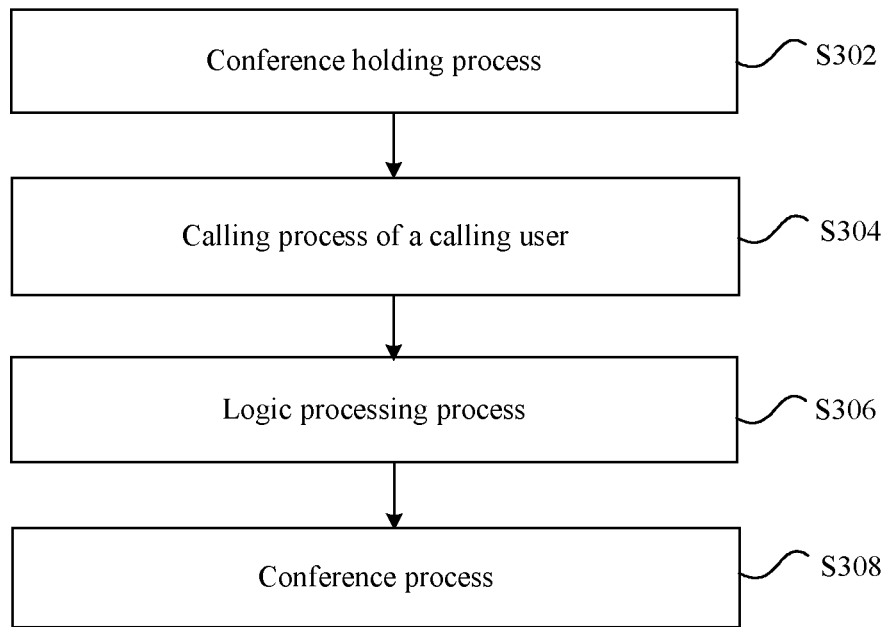 Conference holding process
S302
Calling process of a calling user
S304
Logic processing process
S306
Conference process
S308